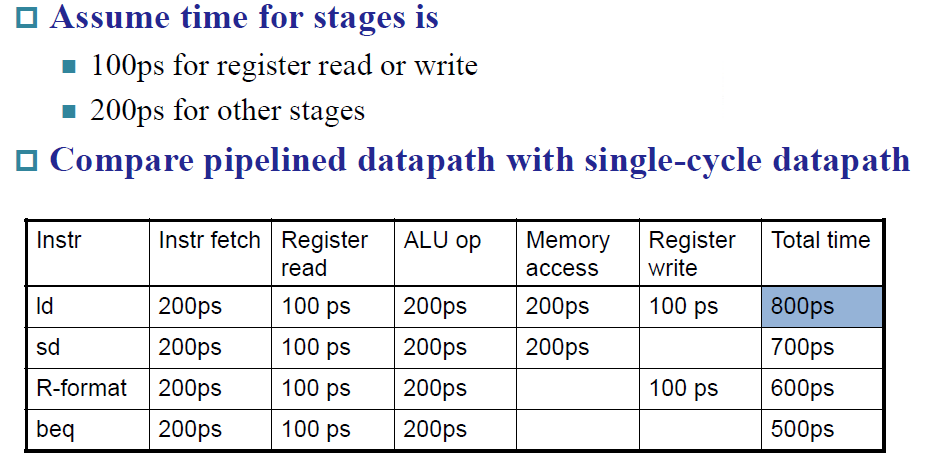 Assume time for stages is
100ps for register read or write
200ps for other stages
Compare pipelined datapath with single-cycle datapath
Instr Instr fetch Register read ALU op Memory access Register write Total time
ld 200ps 100 ps 200ps 200ps 100 ps 800ps
sd 200ps 100 ps 200ps 200ps 700ps
R-format 200ps 100 ps 200ps 100 ps 600ps
beq 200ps 100 ps 200ps 500ps